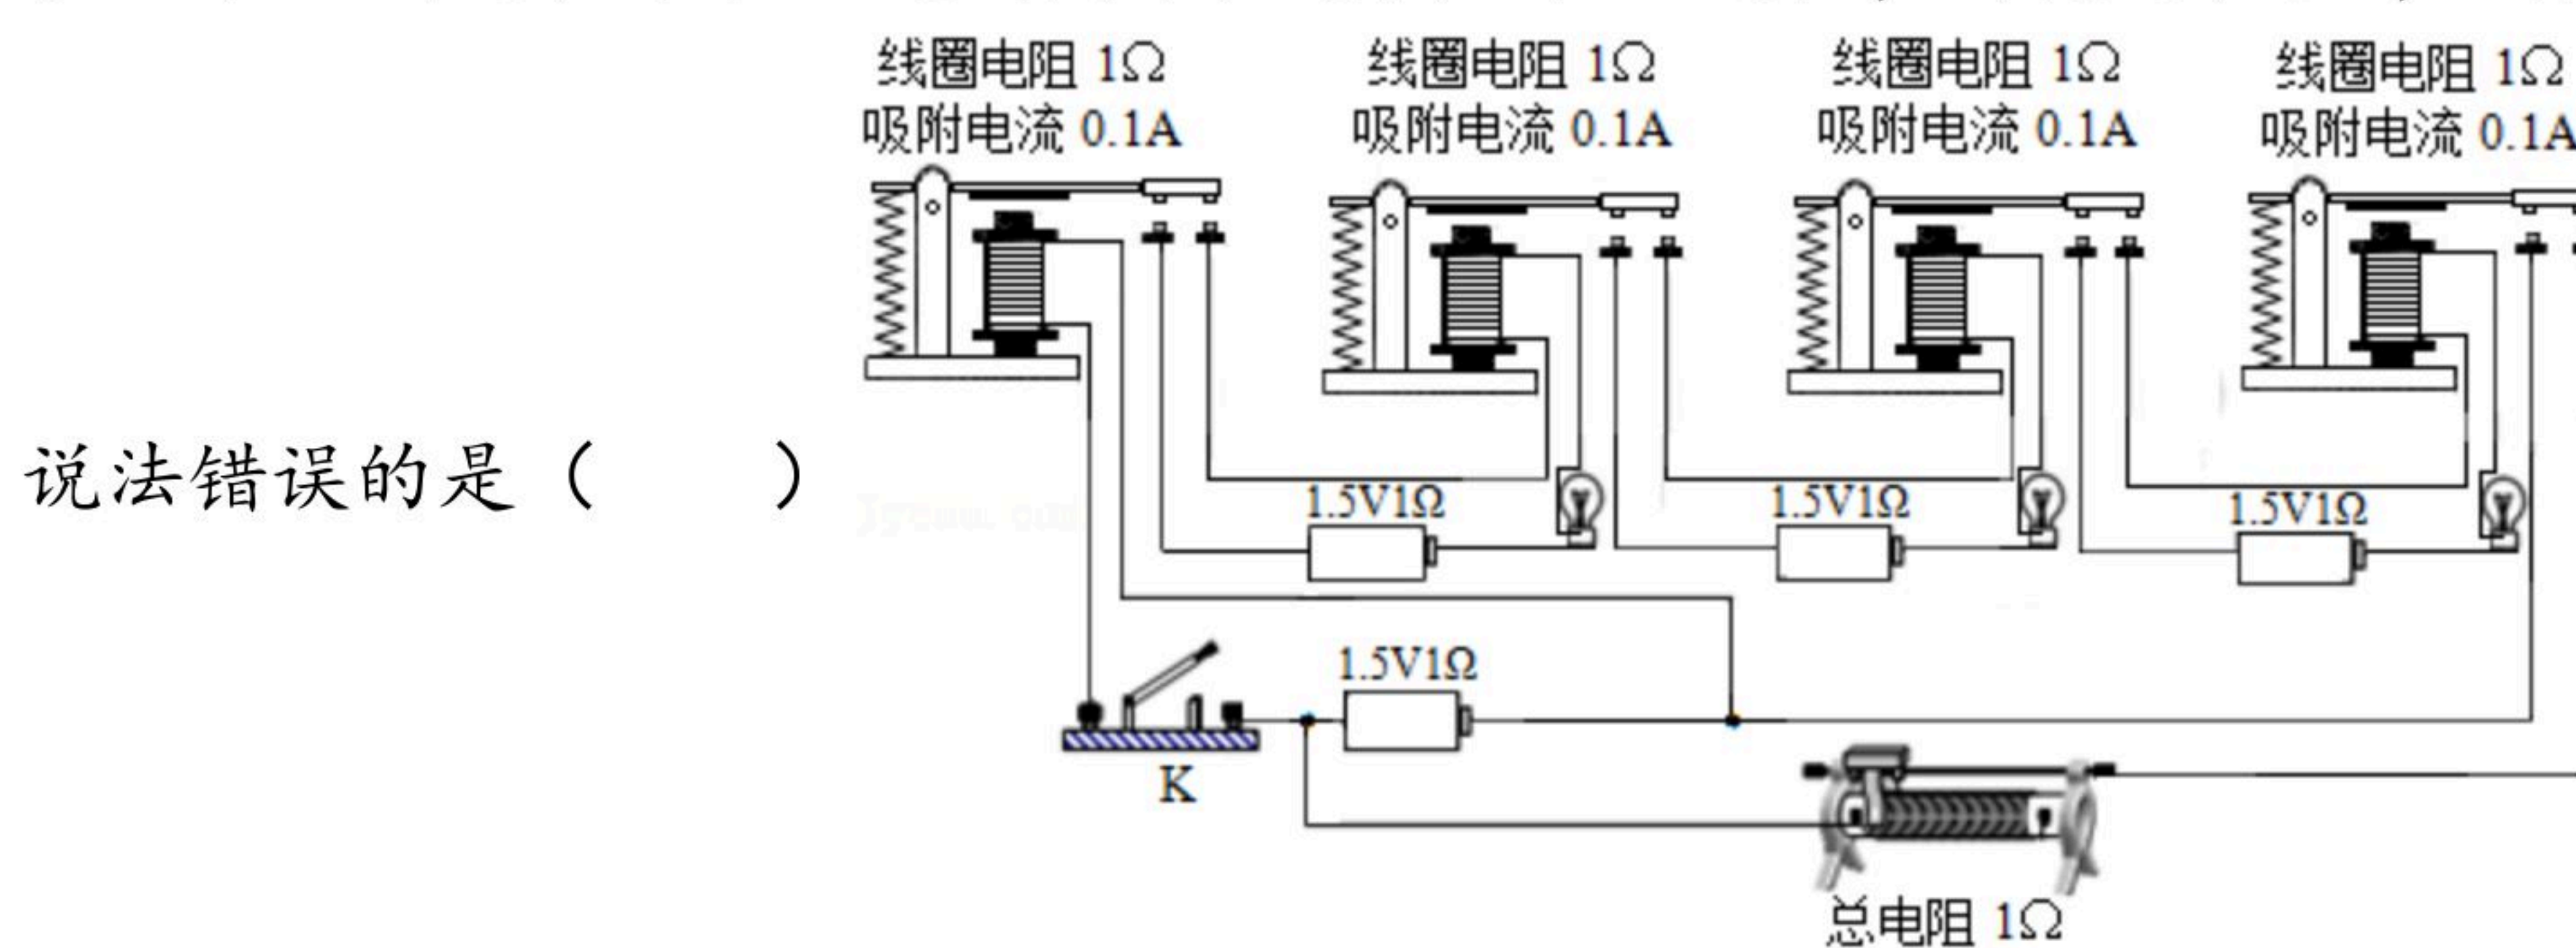 线圈电阻 1Ω 线圈电阻 1Ω 线圈电阻 1Ω 线圈电阻 1Ω
吸附电流 0.1A 吸附电流 0.1A 吸附电流 0.1A 吸附电流 0.1A
说法错误的是（　　）
1.5V1Ω 1.5V1Ω 1.5V1Ω
1.5V1Ω
K
总电阻 1Ω